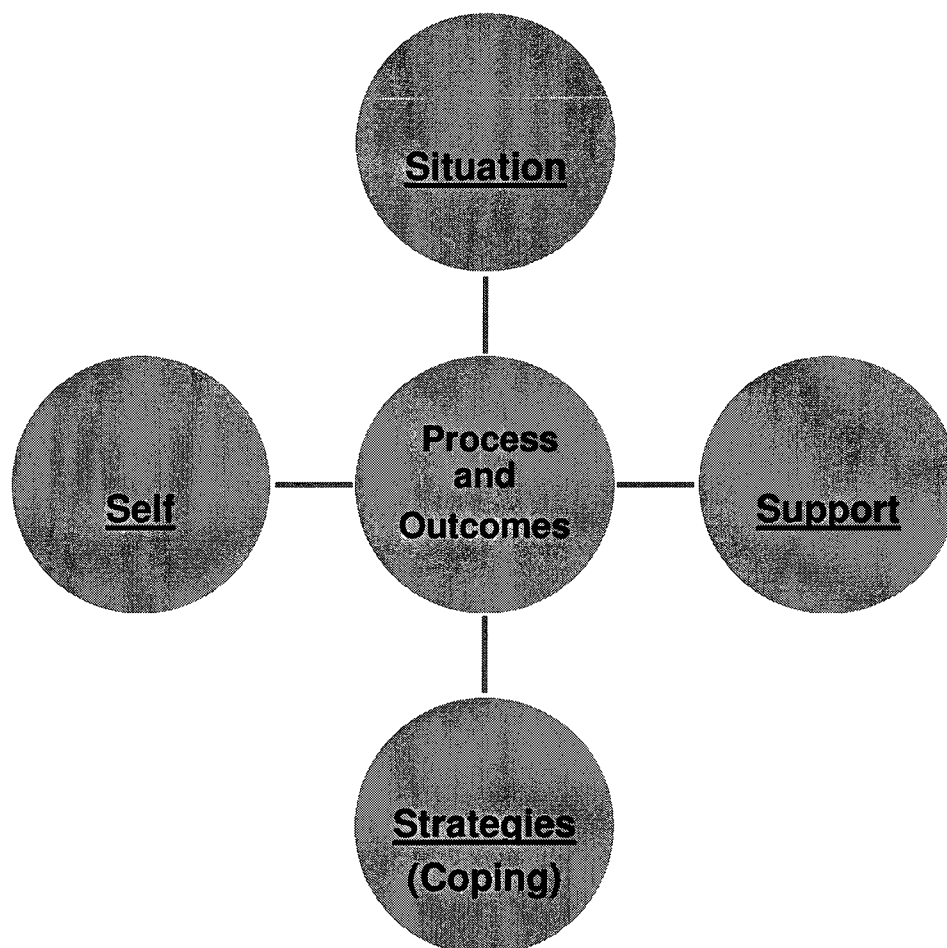 Situation
Process
and
Outcomes
Self
Support
Strategies
(Coping)